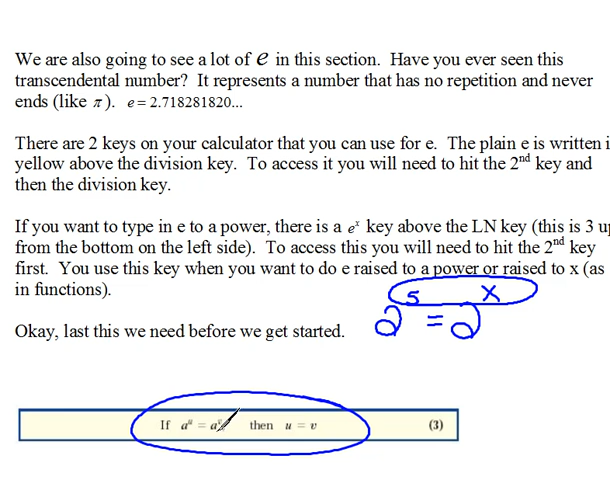 We are also going to see a lot of e in this section. Have you ever seen this
transcendental number? It represents a number that has no repetition and never
ends (like π). e = 2.718281820...
There are 2 keys on your calculator that you can use for e. The plain e is written i
yellow above the division key. To access it you will need to hit the 2nd key and
then the division key.
If you want to type in e to a power, there is a eˣ key above the LN key (this is 3 up
from the bottom on the left side). To access this you will need to hit the 2nd key
first. You use this key when you want to do e raised to a power or raised to x (as
in functions).
2⁵ = 2ˣ
Okay, last this we need before we get started.
If aᵘ = aᵛ then u = v (3)